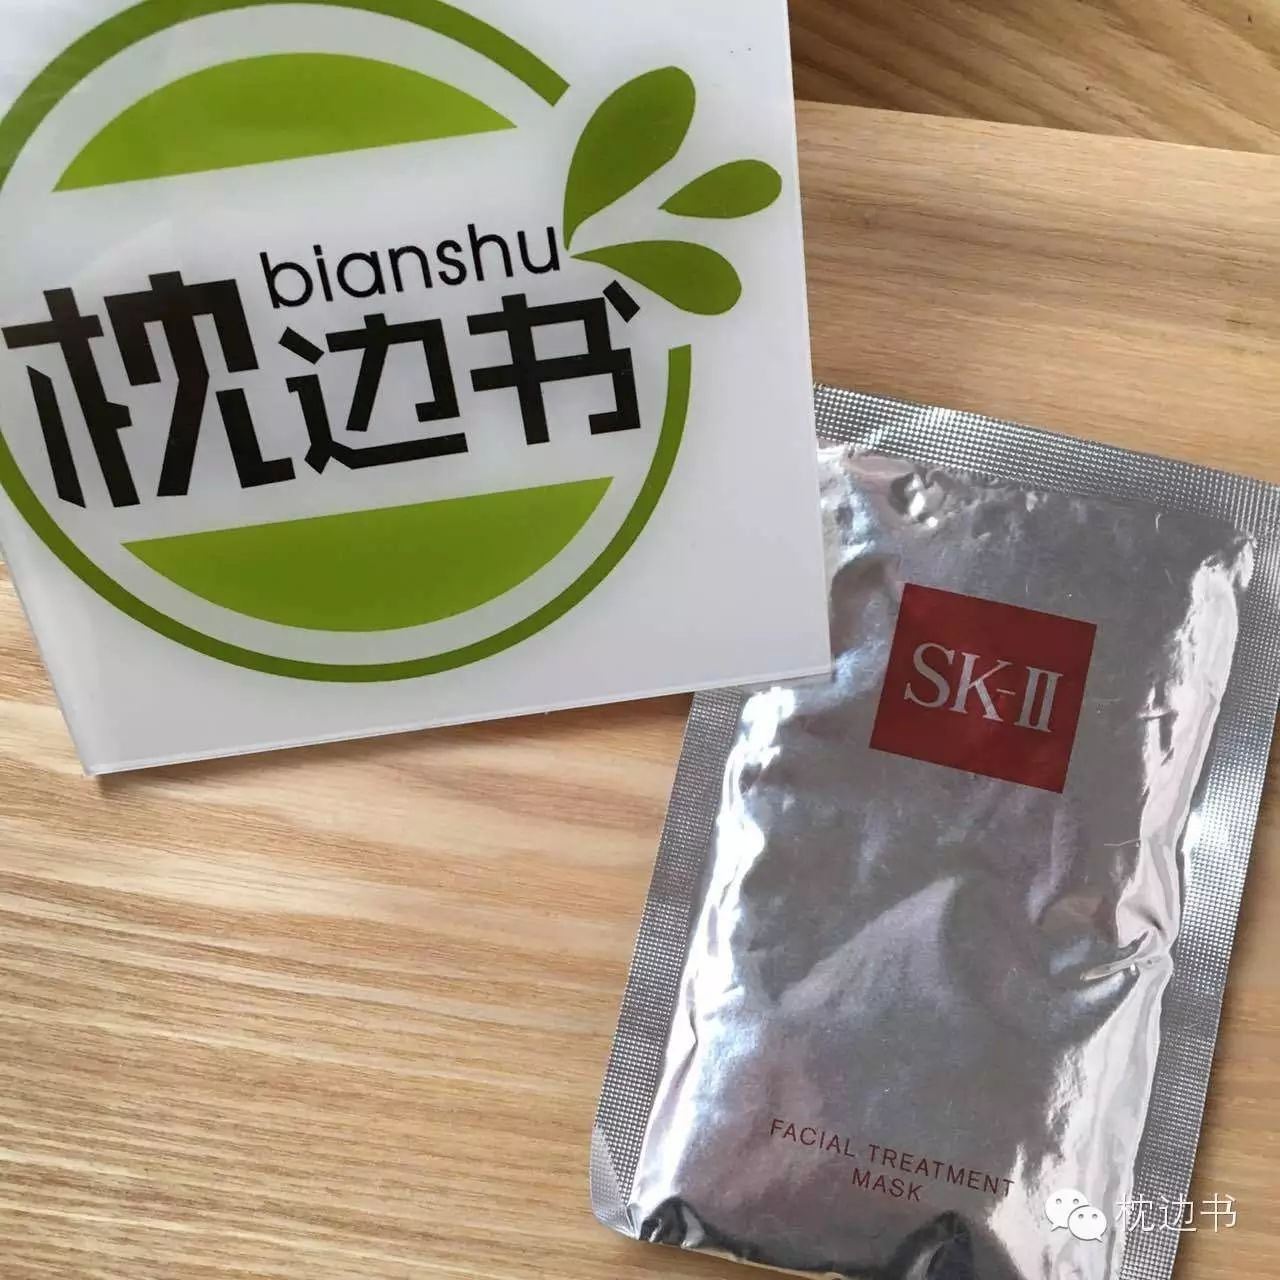 bianshu
枕边书
SK-II
FACIAL TREATMENT
MASK
枕边书